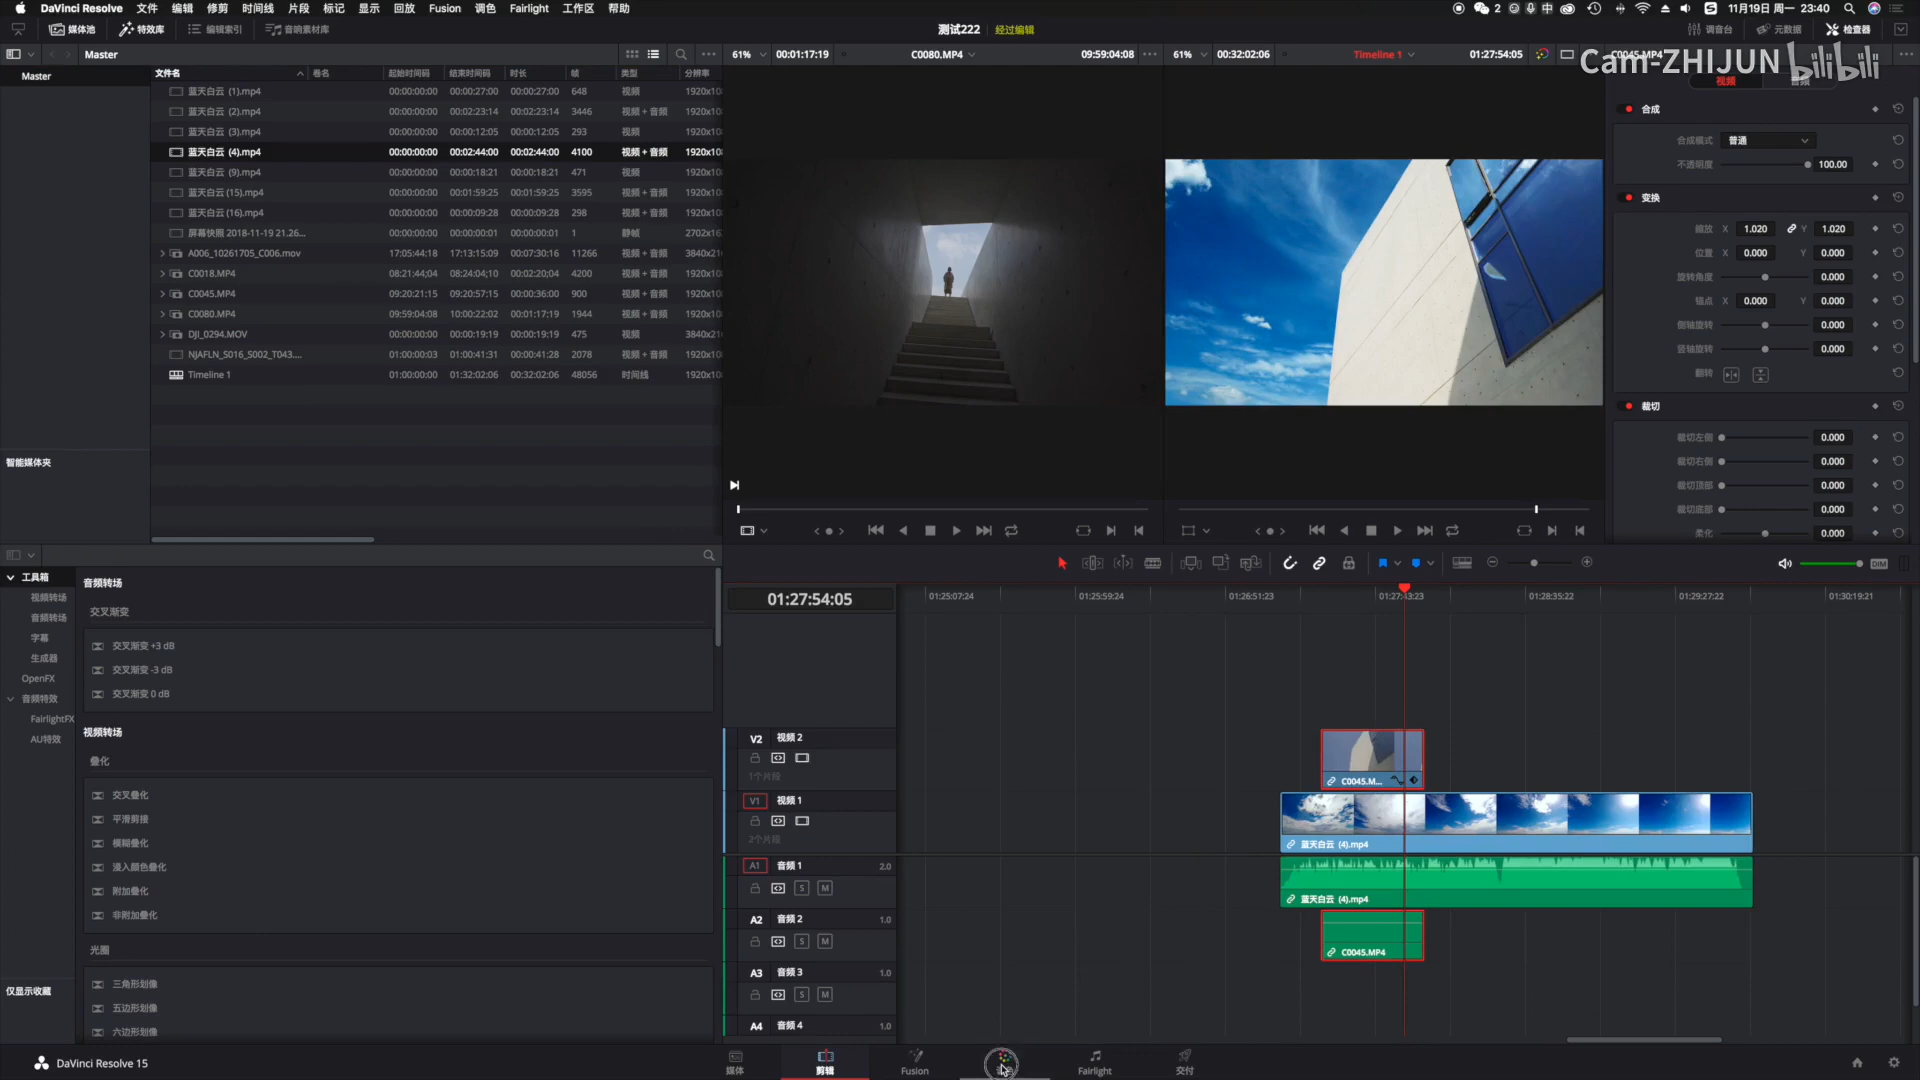 DaVinci Resolve 文件 编辑 修剪 时间线 片段 标记 显示 回放 Fusion 调色 Fairlight 工作区 帮助
2 中 11月19日 周一 23:40
媒体池 特效库 编辑索引 音响素材库
测试222 经过编辑
调音台 元数据 检查器
Master
61% 00:01:17:19 C0080.MP4 09:59:04:08
61% 00:32:02:06 Timeline 1 01:27:54:05
C0045.MP4
Cam-ZHIJUN bilibili
Master
文件名 卷名 起始时间码 结束时间码 时长 帧 类型 分辨率
蓝天白云 (1).mp4 00:00:00:00 00:00:27:00 00:00:27:00 648 视频 1920x10
蓝天白云 (2).mp4 00:00:00:00 00:02:23:14 00:02:23:14 3446 视频 + 音频 1920x10
蓝天白云 (3).mp4 00:00:00:00 00:00:12:05 00:00:12:05 293 视频 1920x10
蓝天白云 (4).mp4 00:00:00:00 00:02:44:00 00:02:44:00 4100 视频 + 音频 1920x10
蓝天白云 (9).mp4 00:00:00:00 00:00:18:21 00:00:18:21 471 视频 1920x10
蓝天白云 (15).mp4 00:00:00:00 00:01:59:25 00:01:59:25 3595 视频 + 音频 1920x10
蓝天白云 (16).mp4 00:00:00:00 00:00:09:28 00:00:09:28 298 视频 + 音频 1920x10
屏幕快照 2018-11-19 21.26... 00:00:00:00 00:00:00:01 00:00:00:01 1 静帧 2702x16
A006_10261705_C006.mov 17:05:44:18 17:13:15:09 00:07:30:16 11266 视频 + 音频 3840x21
C0018.MP4 08:21:44;04 08:24:04;10 00:02:20;04 4200 视频 + 音频 1920x10
C0045.MP4 09:20:21:15 09:20:57:15 00:00:36:00 900 视频 + 音频 1920x10
C0080.MP4 09:59:04:08 10:00:22:02 00:01:17:19 1944 视频 + 音频 1920x10
DJI_0294.MOV 00:00:00:00 00:00:19:19 00:00:19:19 475 视频 3840x21
NJAFLN_S016_S002_T043.... 01:00:00:03 01:00:41:31 00:00:41:28 2078 视频 + 音频 1920x10
Timeline 1 01:00:00:00 01:32:02:06 00:32:02:06 48056 时间线 1920x10
智能媒体夹
视频 音频
合成
合成模式 普通
不透明度 100.00
变换
缩放 X 1.020 Y 1.020
位置 X 0.000 Y 0.000
旋转角度 0.000
锚点 X 0.000 Y 0.000
侧轴旋转 0.000
竖轴旋转 0.000
翻转
裁切
裁切左侧 0.000
裁切右侧 0.000
裁切顶部 0.000
裁切底部 0.000
柔化 0.000
工具箱
视频转场
音频转场
字幕
生成器
OpenFX
音频特效
FairlightFX
AU特效
仅显示收藏
音频转场
交叉渐变
交叉渐变 +3 dB
交叉渐变 -3 dB
交叉渐变 0 dB
视频转场
叠化
交叉叠化
平滑剪接
模糊叠化
浸入颜色叠化
附加叠化
非附加叠化
光圈
三角形划像
五边形划像
六边形划像
DIM
01:27:54:05
01:25:07:24 01:25:59:24 01:26:51:23 01:27:43:23 01:28:35:22 01:29:27:22 01:30:19:21
V2 视频 2
1个片段
C0045.M...
V1 视频 1
2个片段
蓝天白云 (4).mp4
A1 音频 1 2.0
S M
蓝天白云 (4).mp4
A2 音频 2 1.0
S M
C0045.MP4
A3 音频 3 1.0
S M
A4 音频 4 1.0
DaVinci Resolve 15
媒体 剪辑 Fusion Fairlight 交付